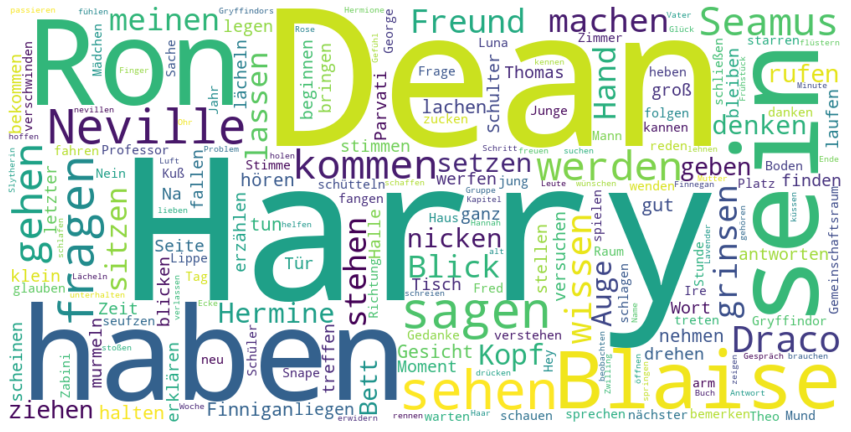 Harry
Dean
Ron
haben
sein
Blaise
Neville
sagen
sehen
kommen
werden
fragen
gehen
Seamus
Freund
machen
meinen
legen
lassen
beginnen
bringen
lächeln
Sache
Mädchen
Finger
Jahr
verschwinden
bekommen
passieren
fühlen
Gryffindors
Hermione
Rose
Gefühl
George
Frage
Thomas
lachen
zucken
Parvati
Luna
Zimmer
Schulter
Junge
Hand
heben
groß
folgen
kannen
Mann
reden
lehnen
denken
rufen
starren
schließen
bleiben
danken
laufen
Vater
Glück
flüstern
kennen
Frühstück
Minute
nevillen
Uhr
hoffen
Slytherin
Professor
fahren
Nein
Stimme
holen
Luft
Problem
Kuß
Na
fallen
hören
schütteln
fangen
werfen
jung
setzen
stimmen
Schritt
freuen
suchen
geben
Boden
Ende
finden
Platz
Finnegan
wenden
Mutter
Leute
wünschen
schaffen
Gruppe
Kapitel
Hannah
alt
ganz
Haus
helfen
lieben
sitzen
letzter
schlafen
erzählen
tun
Seite
Lippe
Tür
Halle
Richtung
stehen
nicken
Blick
Tisch
Fred
schreien
stellen
versuchen
Raum
wissen
Auge
spielen
schlagen
gut
küssen
gehören
Lavender
Stunde
Ire
Wort
grinsen
antworten
Gryffindor
Gemeinschaftsraum
treten
Name
nehmen
drehen
Draco
klein
glauben
Lächeln
Tag
blicken
unterhalten
verlassen
Ecke
Zeit
Hermine
scheinen
seufzen
murmeln
neu
Schüler
Snape
treffen
Bett
Moment
Gesicht
Gedanke
verstehen
Kopf
Hey
drücken
beobachten
Zwilling
öffnen
springen
arm
Buch
zeigen
Gespräch
brauchen
Antwort
Zabini
erklären
stoßen
ziehen
halten
Woche
Finniganliegen
erwidern
rennen
Haar
warten
schauen
sprechen
nächster
bemerken
Theo
Mund